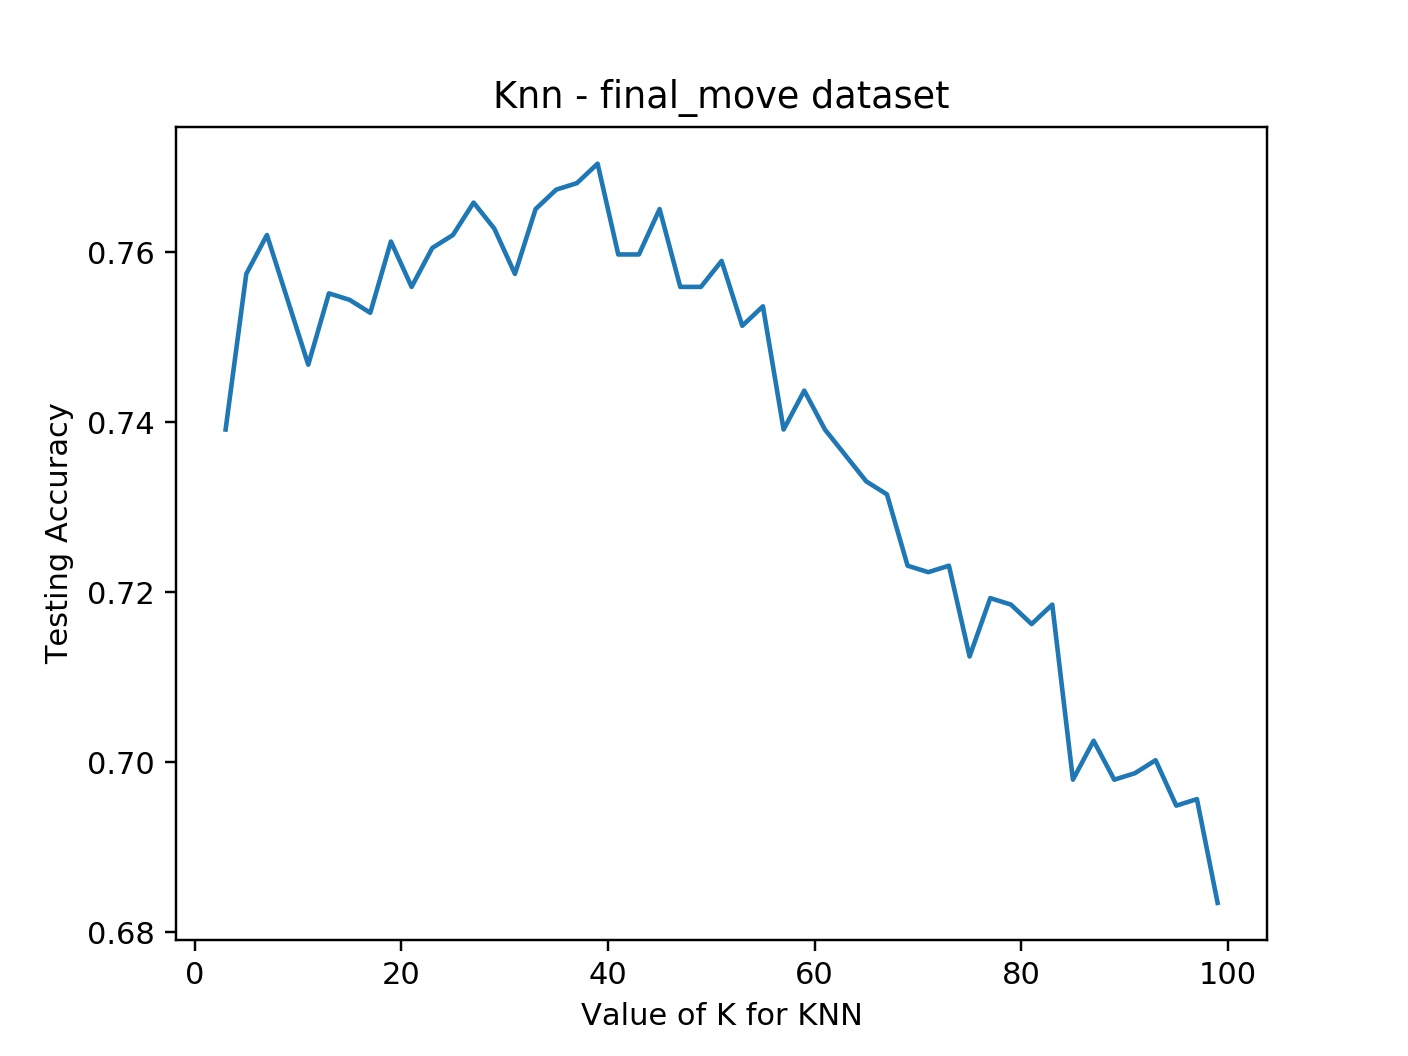 Knn - final_move dataset
0.76
0.74
0.72
0.70
0.68
Testing Accuracy
0 20 40 60 80 100
Value of K for KNN